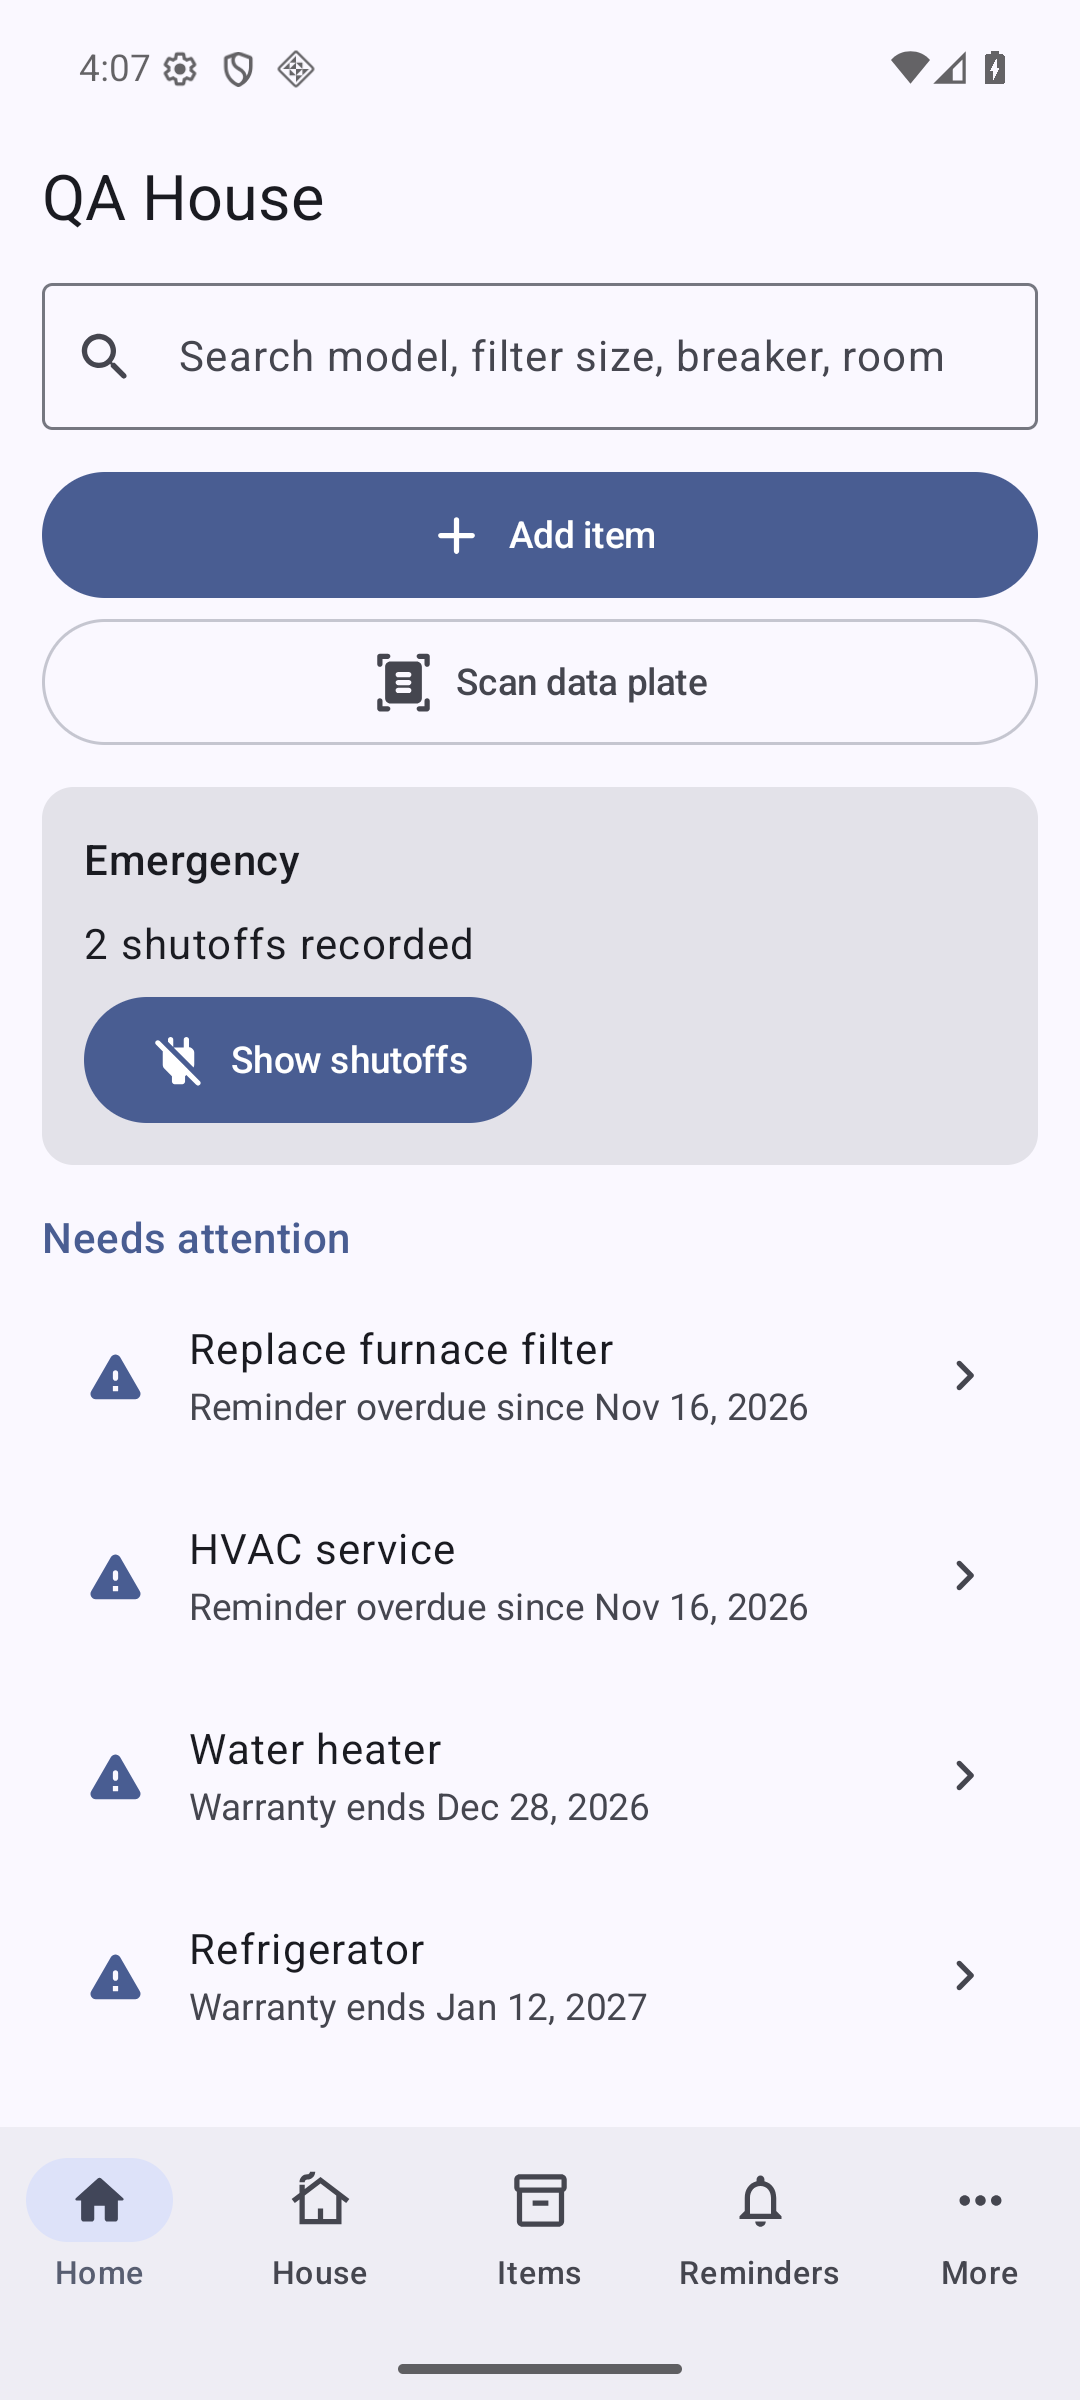 4:07
QA House
Search model, filter size, breaker, room
Add item
Scan data plate
Emergency
2 shutoffs recorded
Show shutoffs
Needs attention
Replace furnace filter
Reminder overdue since Nov 16, 2026
HVAC service
Reminder overdue since Nov 16, 2026
Water heater
Warranty ends Dec 28, 2026
Refrigerator
Warranty ends Jan 12, 2027
Home House Items Reminders More